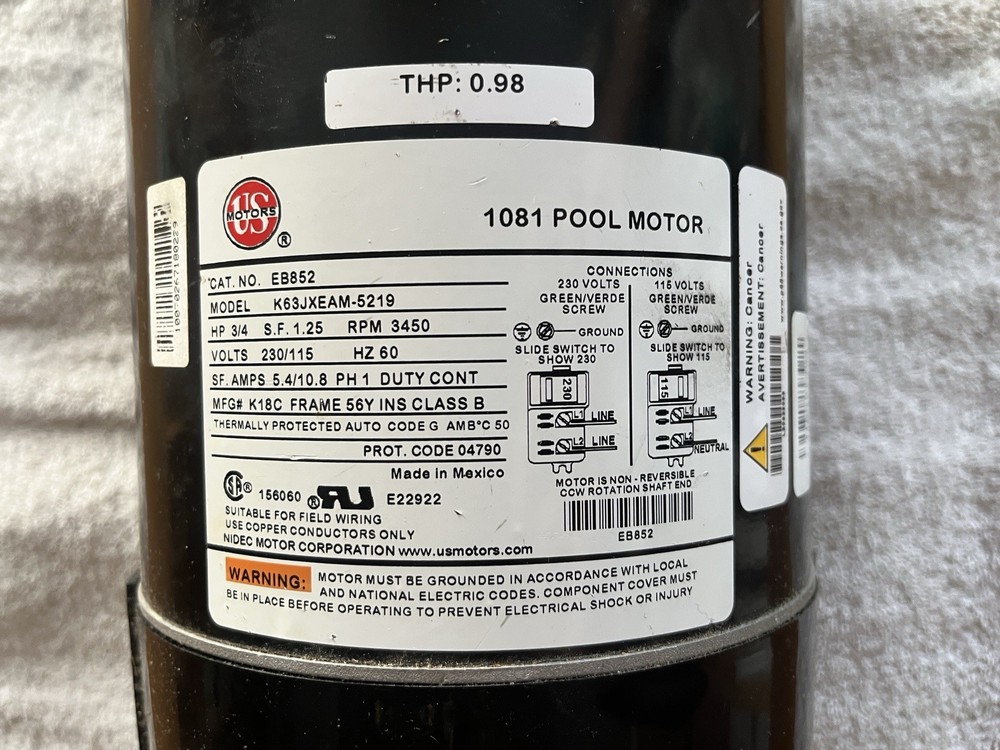 THP: 0.98
US
MOTORS
®
1081 POOL MOTOR
CAT. NO. EB852
MODEL K63JXEAM-5219
HP 3/4 S.F. 1.25 RPM 3450
VOLTS 230/115 HZ 60
SF. AMPS 5.4/10.8 PH 1 DUTY CONT
MFG# K18C FRAME 56Y INS CLASS B
THERMALLY PROTECTED AUTO CODE G AMB°C 50
PROT. CODE 04790
Made in Mexico
156060 E22922
SUITABLE FOR FIELD WIRING
USE COPPER CONDUCTORS ONLY
NIDEC MOTOR CORPORATION www.usmotors.com
CONNECTIONS
230 VOLTS
GREEN/VERDE
SCREW
GROUND
SLIDE SWITCH TO
SHOW 230
230
L1 LINE
L2 LINE
115 VOLTS
GREEN/VERDE
SCREW
GROUND
SLIDE SWITCH TO
SHOW 115
115
L1 LINE
L2
NEUTRAL
MOTOR IS NON - REVERSIBLE
CCW ROTATION SHAFT END
EB852
WARNING: MOTOR MUST BE GROUNDED IN ACCORDANCE WITH LOCAL
AND NATIONAL ELECTRIC CODES. COMPONENT COVER MUST
BE IN PLACE BEFORE OPERATING TO PREVENT ELECTRICAL SHOCK OR INJURY
WARNING: Cancer
AVERTISSEMENT: Cancer
www.p65warnings.ca.gov